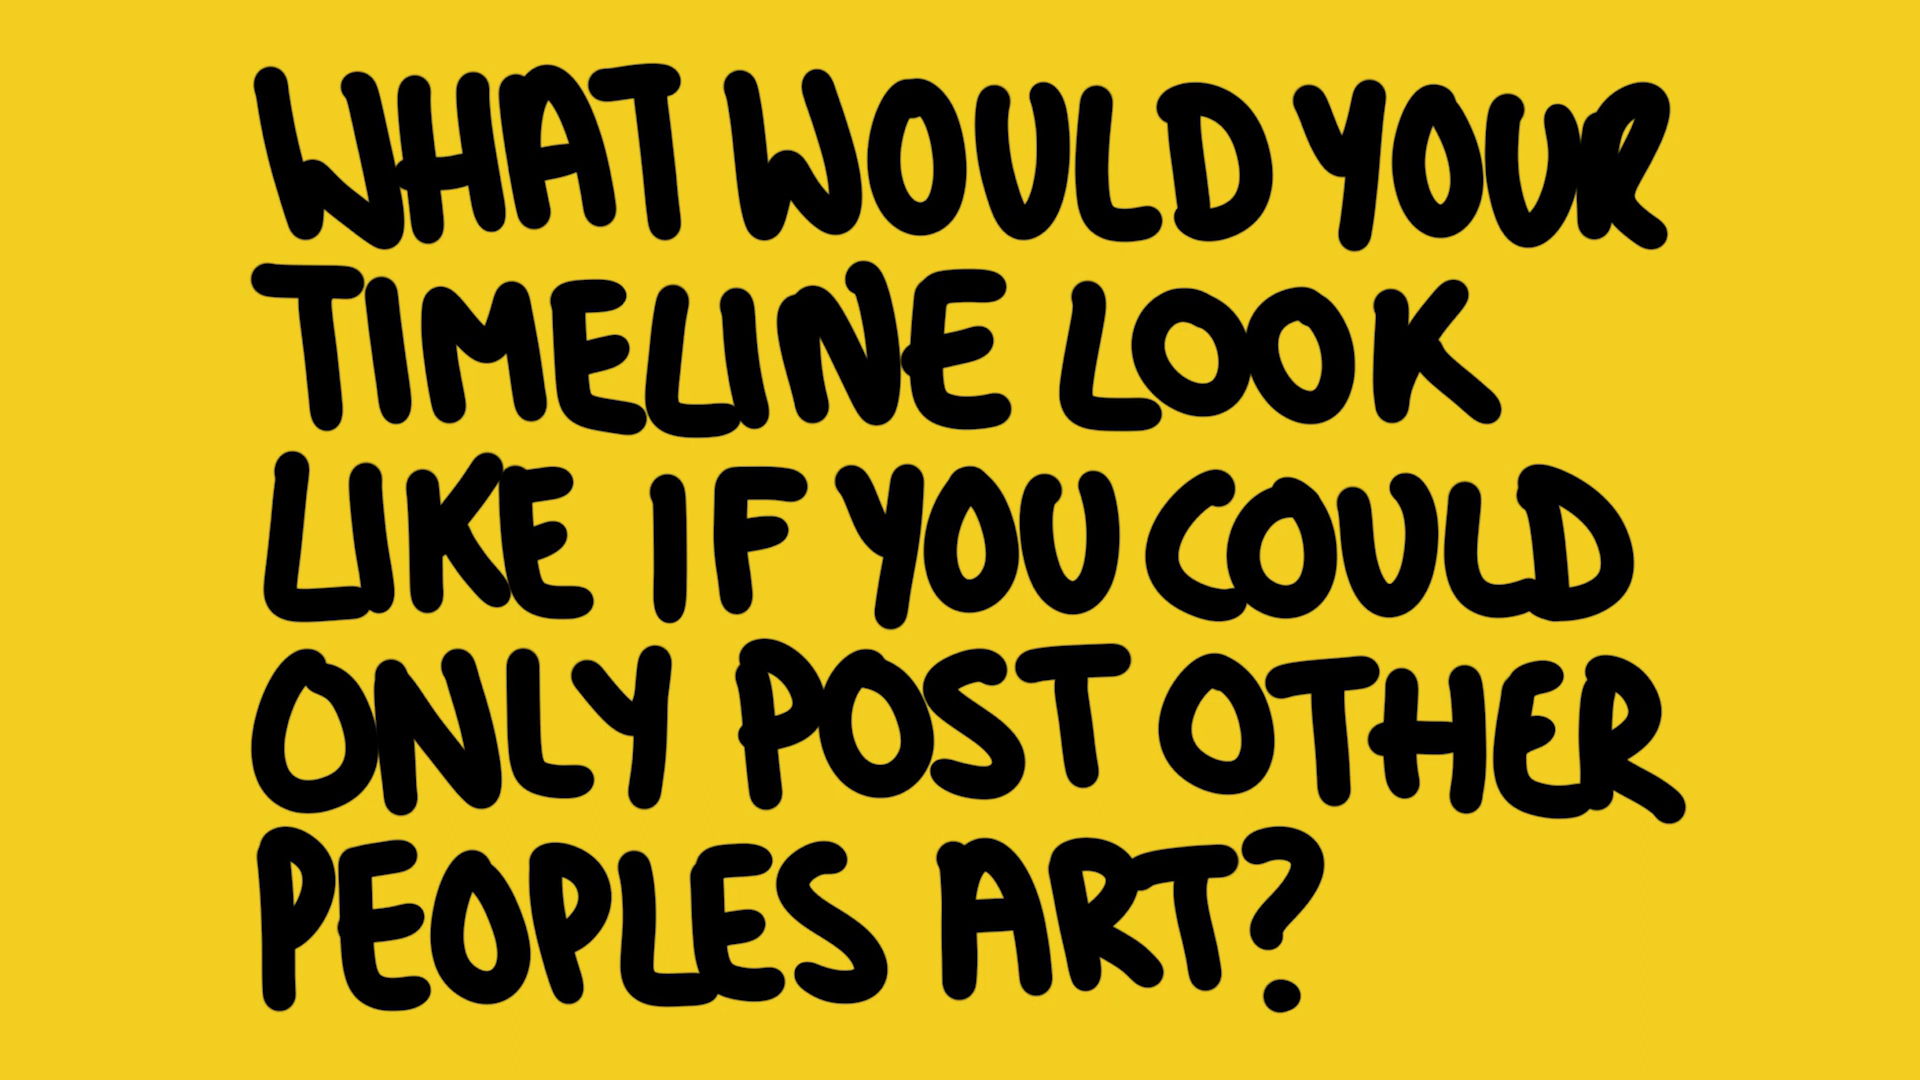 WHAT WOULD YOUR
TIMELINE LOOK
LIKE IF YOU COULD
ONLY POST OTHER
PEOPLES ART?